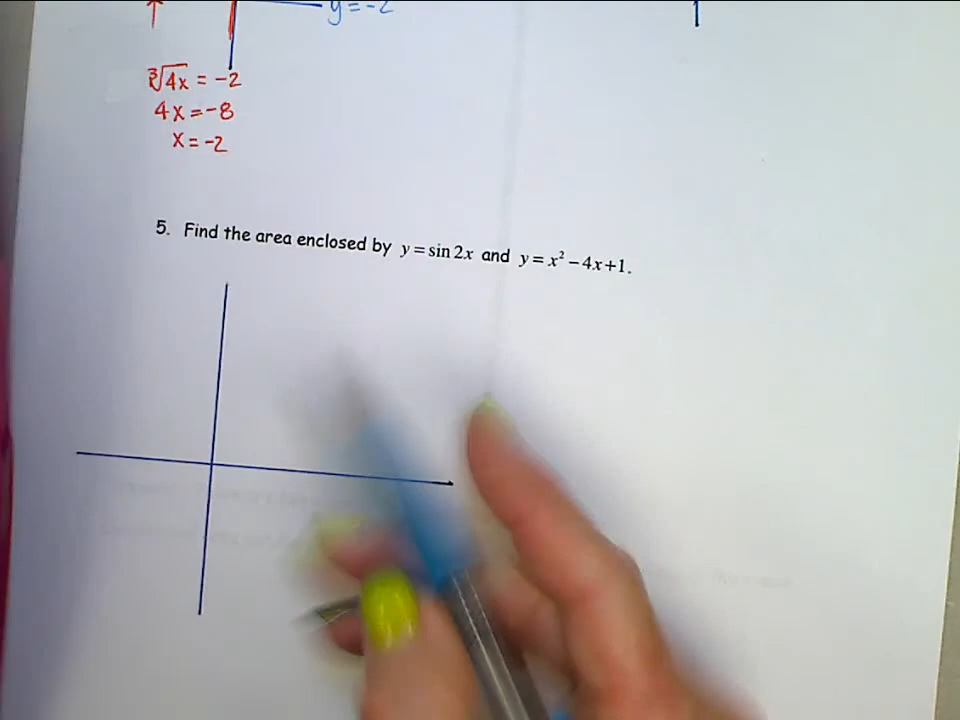 y = -2
∛4x = -2
4x = -8
x = -2
5. Find the area enclosed by y = sin 2x and y = x² - 4x + 1.